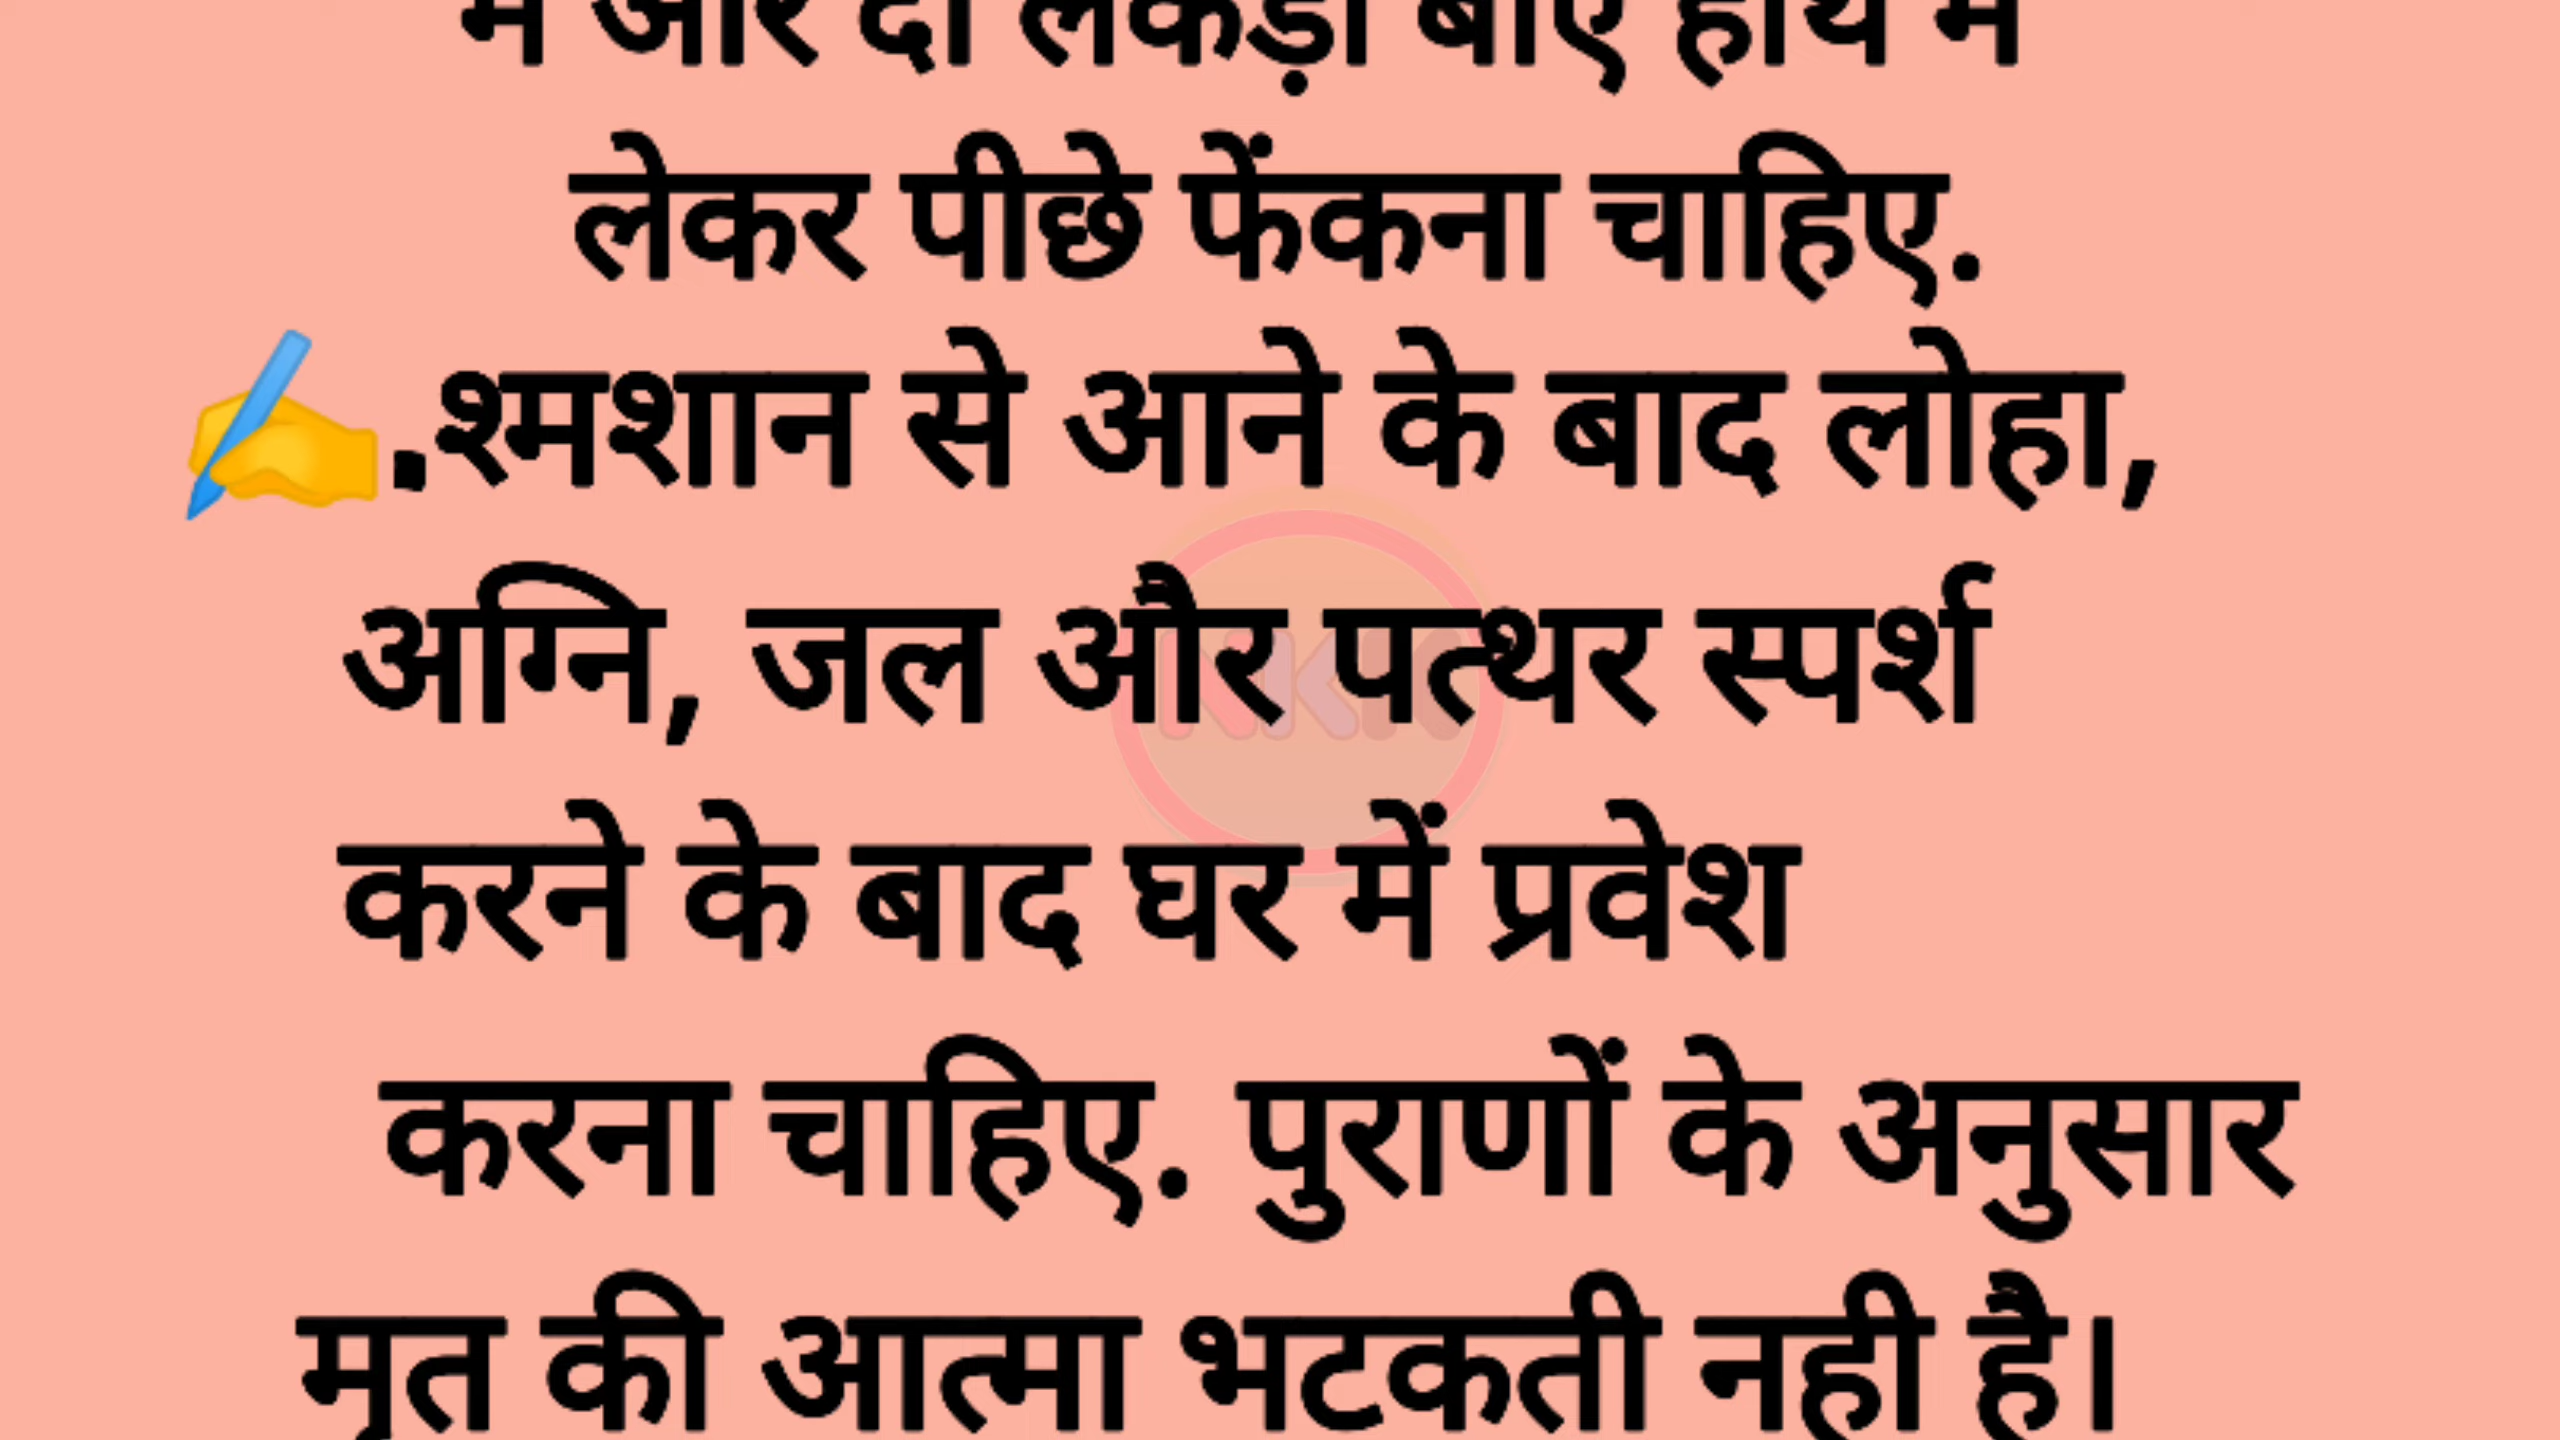 में और दो लकड़ी बाएं हाथ में
लेकर पीछे फेंकना चाहिए.
.श्मशान से आने के बाद लोहा,
अग्नि, जल और पत्थर स्पर्श
करने के बाद घर में प्रवेश
करना चाहिए. पुराणों के अनुसार
मृत की आत्मा भटकती नही है।